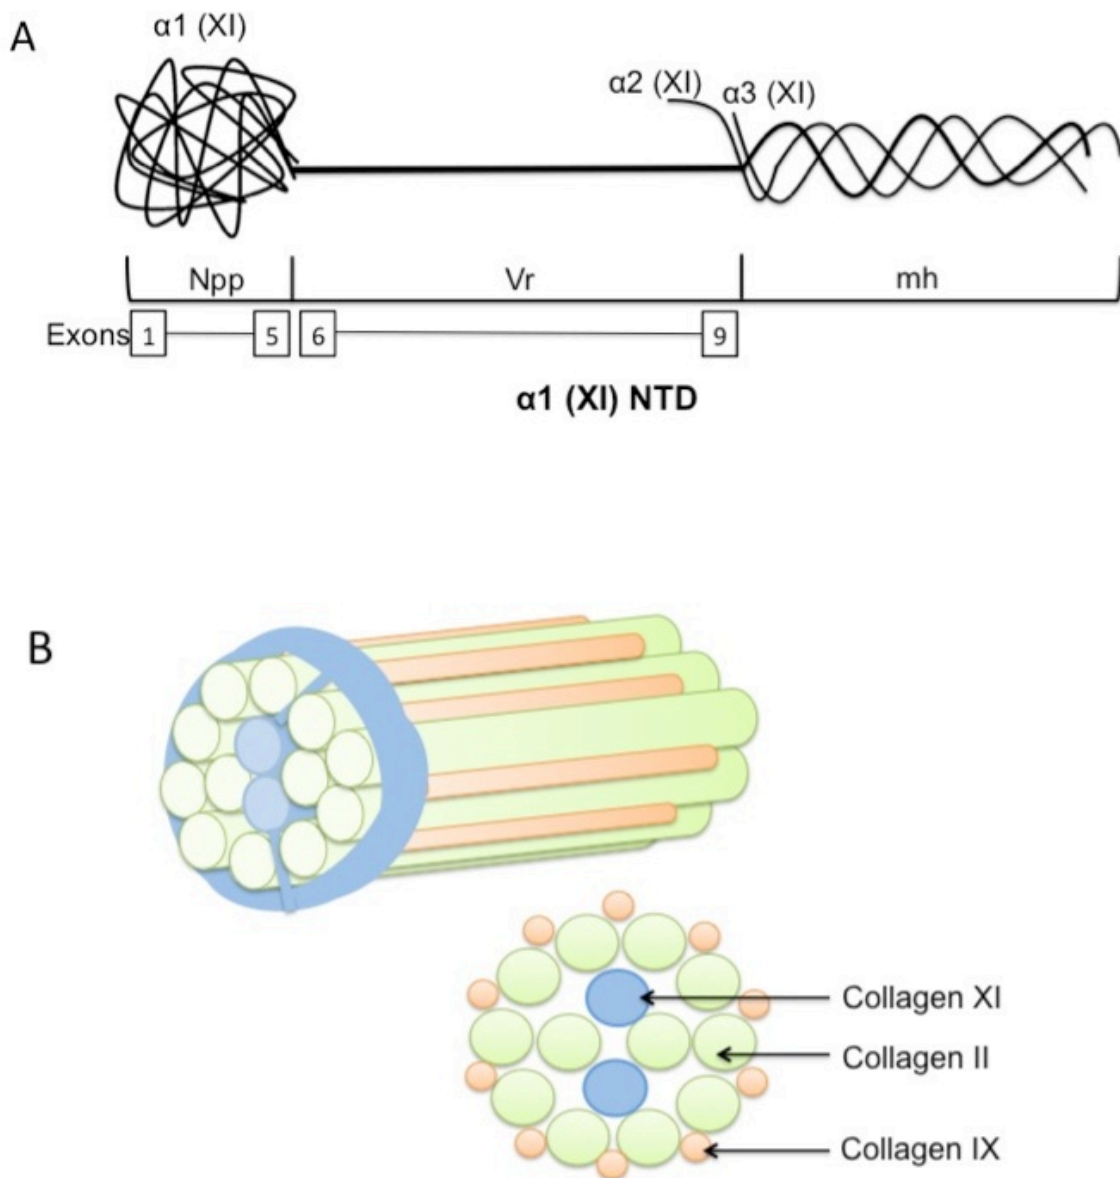 A
α1 (XI)
α2 (XI)
α3 (XI)
Npp
Vr
mh
Exons 1 5 6 9
α1 (XI) NTD
B
Collagen XI
Collagen II
Collagen IX